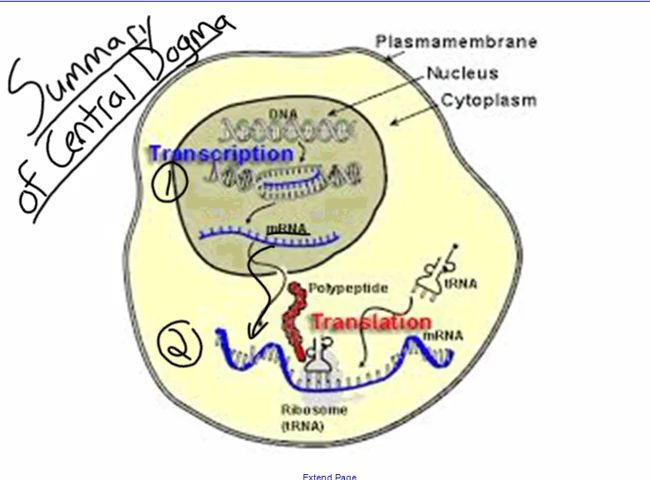 Summary
of Central Dogma
Plasmamembrane
Nucleus
Cytoplasm
DNA
Transcription
1
mRNA
Polypeptide
tRNA
Translation
mRNA
2
Ribosome
(tRNA)
Extend Page